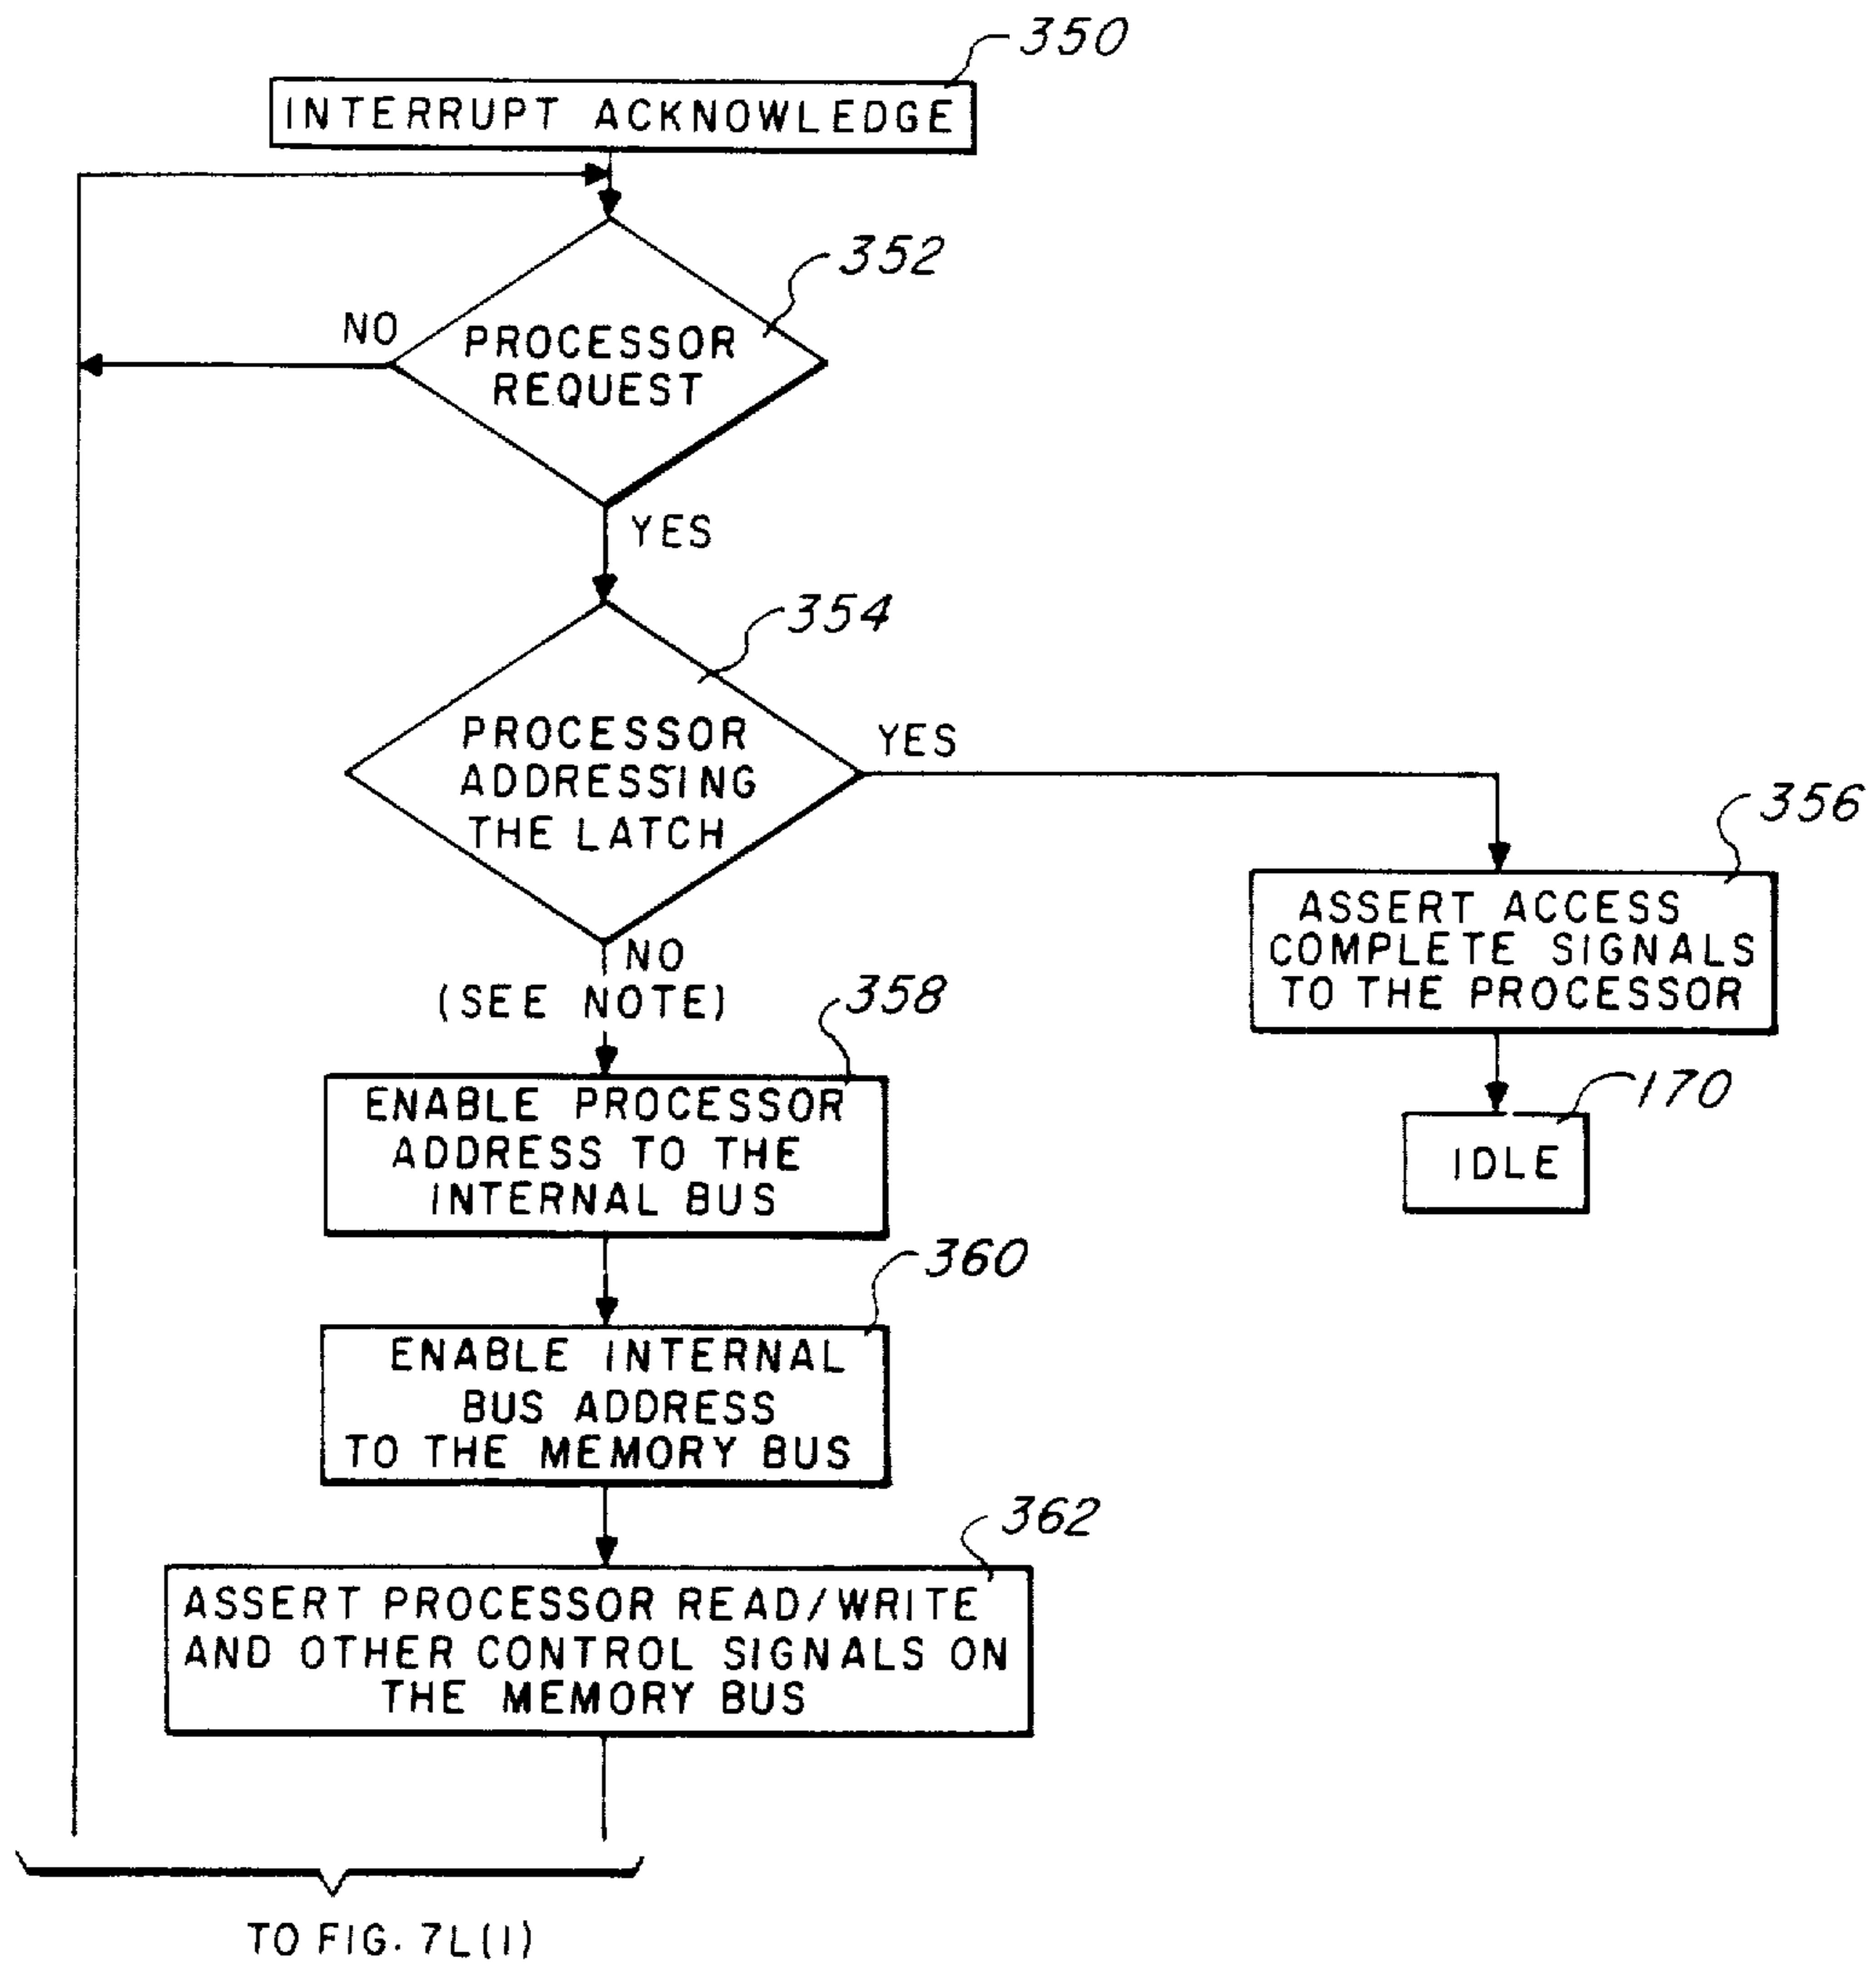 350
INTERRUPT ACKNOWLEDGE
352
NO
PROCESSOR
REQUEST
YES
354
PROCESSOR
ADDRESSING
THE LATCH
YES
356
ASSERT ACCESS
COMPLETE SIGNALS
TO THE PROCESSOR
NO
(SEE NOTE)
358
170
IDLE
ENABLE PROCESSOR
ADDRESS TO THE
INTERNAL BUS
360
ENABLE INTERNAL
BUS ADDRESS
TO THE MEMORY BUS
362
ASSERT PROCESSOR READ/WRITE
AND OTHER CONTROL SIGNALS ON
THE MEMORY BUS
TO FIG. 7L(1)